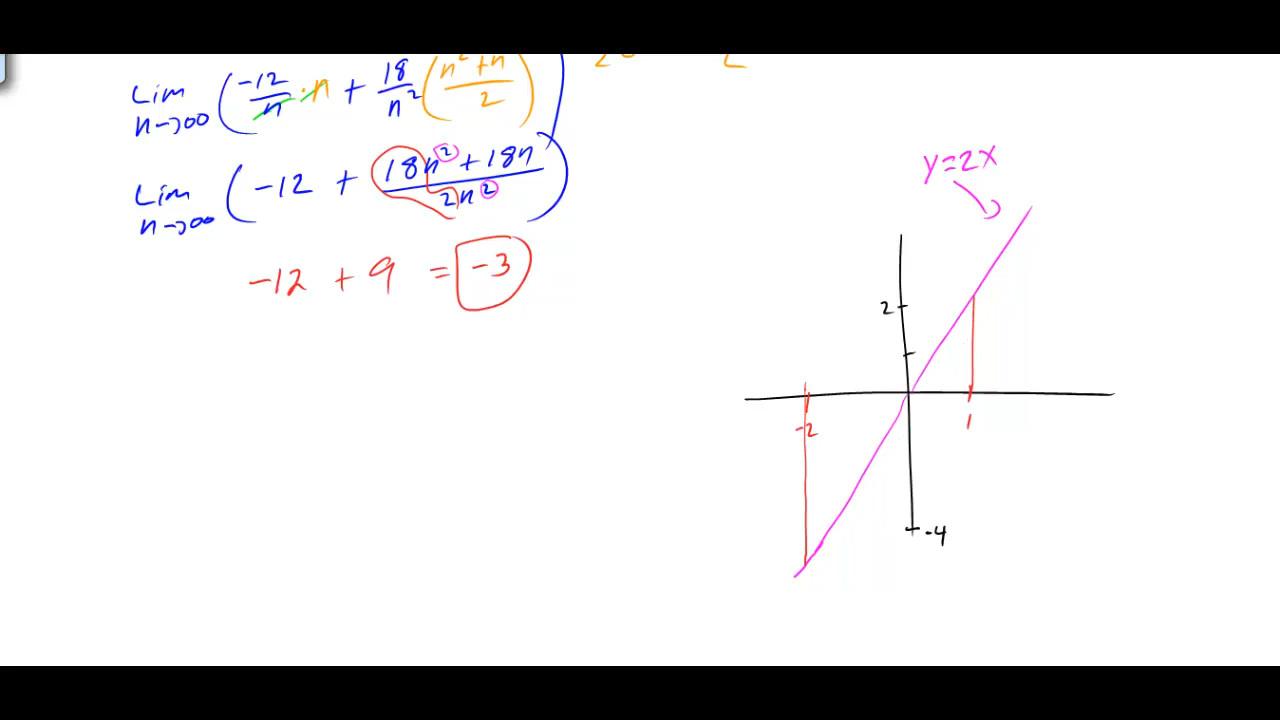 Lim n→∞ (-12/n · n + 18/n² (n² + n / 2))
Lim n→∞ (-12 + 18n² + 18n / 2n²)
-12 + 9 = -3
y=2x
2
-2
1
-4